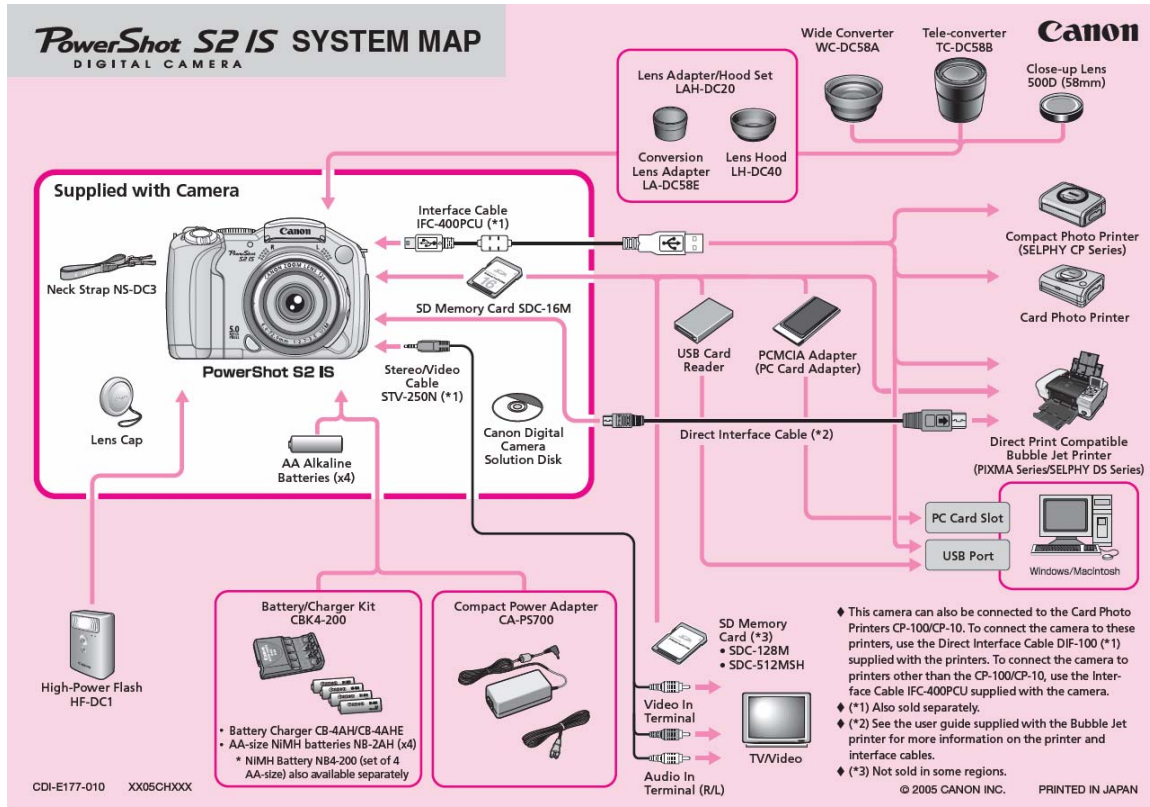 PowerShot S2 IS SYSTEM MAP
DIGITAL CAMERA
Canon
Wide Converter
WC-DC58A
Tele-converter
TC-DC58B
Close-up Lens
500D (58mm)
Lens Adapter/Hood Set
LAH-DC20
Conversion
Lens Adapter
LA-DC58E
Lens Hood
LH-DC40
Supplied with Camera
Neck Strap NS-DC3
Canon
PowerShot
S2 IS
R
L
CANON ZOOM LENS
5.0
PowerShot S2 IS
Lens Cap
Interface Cable
IFC-400PCU (*1)
16
SD Memory Card SDC-16M
Stereo/Video
Cable
STV-250N (*1)
AA Alkaline
Batteries (x4)
Canon Digital
Camera
Solution Disk
USB Card
Reader
PCMCIA Adapter
(PC Card Adapter)
Direct Interface Cable (*2)
Compact Photo Printer
(SELPHY CP Series)
Card Photo Printer
Direct Print Compatible
Bubble Jet Printer
(PIXMA Series/SELPHY DS Series)
PC Card Slot
USB Port
Windows/Macintosh
High-Power Flash
HF-DC1
Battery/Charger Kit
CBK4-200
• Battery Charger CB-4AH/CB-4AHE
• AA-size NiMH batteries NB-2AH (x4)
* NiMH Battery NB4-200 (set of 4
AA-size) also available separately
Compact Power Adapter
CA-PS700
SD Memory
Card (*3)
• SDC-128M
• SDC-512MSH
Video In
Terminal
Audio In
Terminal (R/L)
TV/Video
♦ This camera can also be connected to the Card Photo
Printers CP-100/CP-10. To connect the camera to these
printers, use the Direct Interface Cable DIF-100 (*1)
supplied with the printers. To connect the camera to
printers other than the CP-100/CP-10, use the Inter-
face Cable IFC-400PCU supplied with the camera.
♦ (*1) Also sold separately.
♦ (*2) See the user guide supplied with the Bubble Jet
printer for more information on the printer and
interface cables.
♦ (*3) Not sold in some regions.
CDI-E177-010 XX05CHXXX
© 2005 CANON INC. PRINTED IN JAPAN